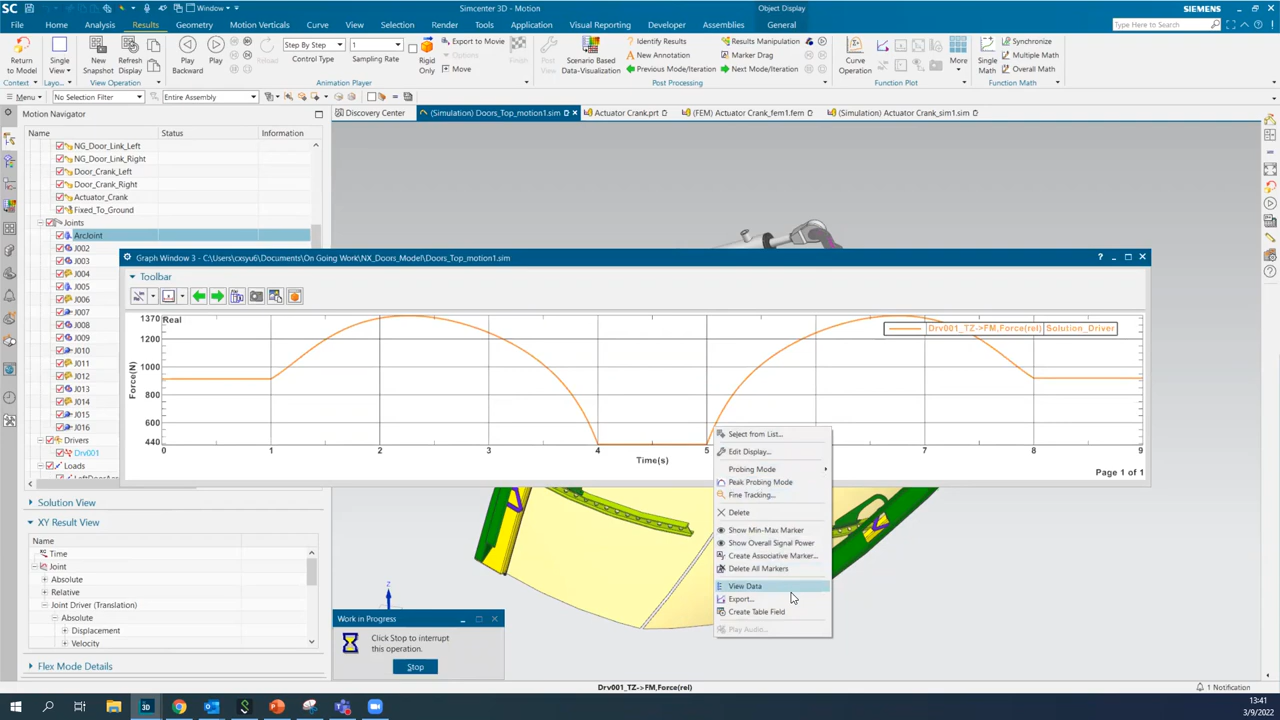 SC
Window
Simcenter 3D - Motion
Object Display
SIEMENS
File
Home
Analysis
Results
Geometry
Motion Verticals
Curve
View
Selection
Render
Tools
Application
Visual Reporting
Developer
Assemblies
General
Type Here to Search
Return to Model
Context
Single View
Layo...
New Snapshot
Refresh Display
View Operation
Play Backward
Play
Reload
Step By Step
Control Type
1
Sampling Rate
Animation Player
Rigid Only
Export to Movie
Move
Finish
Post View
Scenario Based Data-Visualization
Identify Results
New Annotation
Previous Mode/Iteration
Results Manipulation
Marker Drag
Next Mode/Iteration
Post Processing
Curve Operation
More
Function Plot
Single Math
Synchronize
Multiple Math
Overall Math
Function Processing
Menu
No Selection Filter
Entire Assembly
Motion Navigator
Discovery Center
(Simulation) Doors_Top_motion1.sim
Actuator Crank.prt
(FEM) Actuator Crank_fem1.fem
(Simulation) Actuator Crank_sim1.sim
Name
Status
Information
NG_Door_Link_Left
NG_Door_Link_Right
Door_Crank_Left
Door_Crank_Right
Actuator_Crank
Fixed_To_Ground
Joints
ArcJoint
J002
J003
J004
J005
J006
J007
J008
J009
J010
J011
J012
J013
J014
J015
J016
Drivers
Drv001
Loads
Graph Window 3 - C:\Users\cxsyu6\Documents\On Going Work\NX_Doors_Model\Doors_Top_motion1.sim
Toolbar
1370
Real
1200
1000
800
600
440
Force(N)
Drv001_TZ->FM,Force(rel) Solution_Driver
0 1 2 3 4 5 6 7 8 9
Time(s)
Page 1 of 1
Select from List...
Edit Display...
Probing Mode
Peak Probing Mode
Fine Tracking...
Delete
Show Min-Max Marker
Show Overall Signal Power
Create Associative Marker...
Delete All Markers
View Data
Export...
Create Table Field
Play Audio...
Solution View
XY Result View
Name
Time
Joint
Absolute
Relative
Joint Driver (Translation)
Absolute
Displacement
Velocity
Flex Mode Details
Z
Work in Progress
Click Stop to interrupt
this operation.
Stop
Drv001_TZ->FM,Force(rel)
1 Notification
3D
13:41
3/9/2022